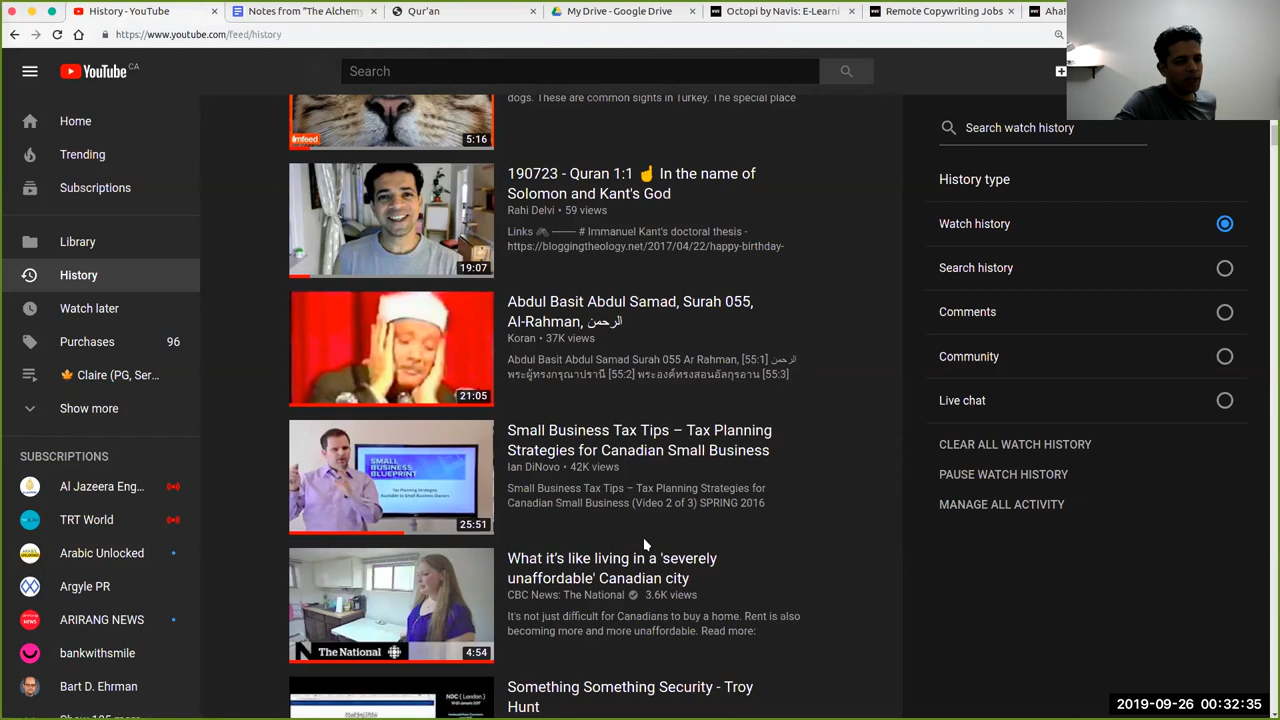 History - YouTube
Notes from "The Alchemy
Qur'an
My Drive - Google Drive
Octopi by Navis: E-Learni
Remote Copywriting Jobs
Aha!
https://www.youtube.com/feed/history
YouTube CA
Search
Home
Trending
Subscriptions
Library
History
Watch later
Purchases 96
🍁 Claire (PG, Ser...
Show more
SUBSCRIPTIONS
Al Jazeera Eng...
TRT World
Arabic Unlocked
Argyle PR
ARIRANG NEWS
bankwithsmile
Bart D. Ehrman
dogs. These are common sights in Turkey. The special place
ilmfeed
5:16
190723 - Quran 1:1 ☝ In the name of
Solomon and Kant's God
Rahi Delvi • 59 views
Links 🎮 -------- # Immanuel Kant's doctoral thesis -
https://bloggingtheology.net/2017/04/22/happy-birthday-
19:07
Abdul Basit Abdul Samad, Surah 055,
Al-Rahman, الرحمن
Koran • 37K views
Abdul Basit Abdul Samad Surah 055 Ar Rahman, [55:1] الرحمن
พระผู้ทรงกรุณาปรานี [55:2] พระองค์ทรงสอนอัลกุรอาน [55:3]
21:05
Small Business Tax Tips – Tax Planning
Strategies for Canadian Small Business
Ian DiNovo • 42K views
Small Business Tax Tips – Tax Planning Strategies for
Canadian Small Business (Video 2 of 3) SPRING 2016
SMALL
BUSINESS
BLUEPRINT
Tax Planning Strategies
Available to Small Business Owners
25:51
What it's like living in a 'severely
unaffordable' Canadian city
CBC News: The National • 3.6K views
It's not just difficult for Canadians to buy a home. Rent is also
becoming more and more unaffordable. Read more:
N The National
4:54
Something Something Security - Troy
Hunt
NDC { London }
Search watch history
History type
Watch history
Search history
Comments
Community
Live chat
CLEAR ALL WATCH HISTORY
PAUSE WATCH HISTORY
MANAGE ALL ACTIVITY
2019-09-26 00:32:35